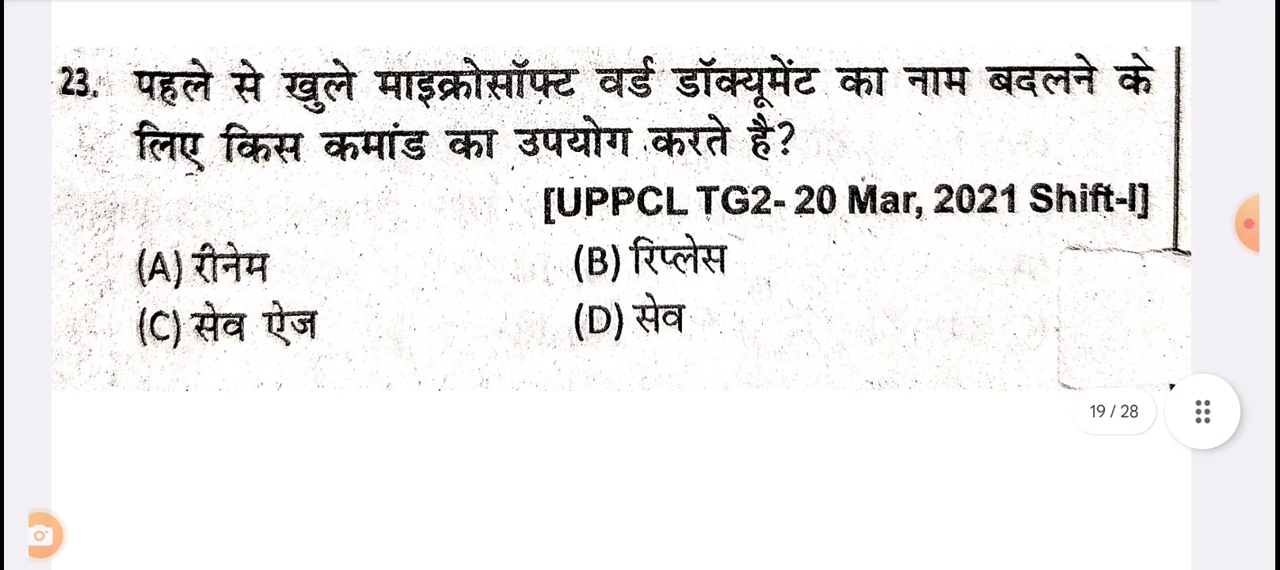 23. पहले से खुले माइक्रोसॉफ्ट वर्ड डॉक्यूमेंट का नाम बदलने के
लिए किस कमांड का उपयोग करते है?
[UPPCL TG2- 20 Mar, 2021 Shift-I]
(A) रीनेम (B) रिप्लेस
(C) सेव ऐज (D) सेव
19 / 28